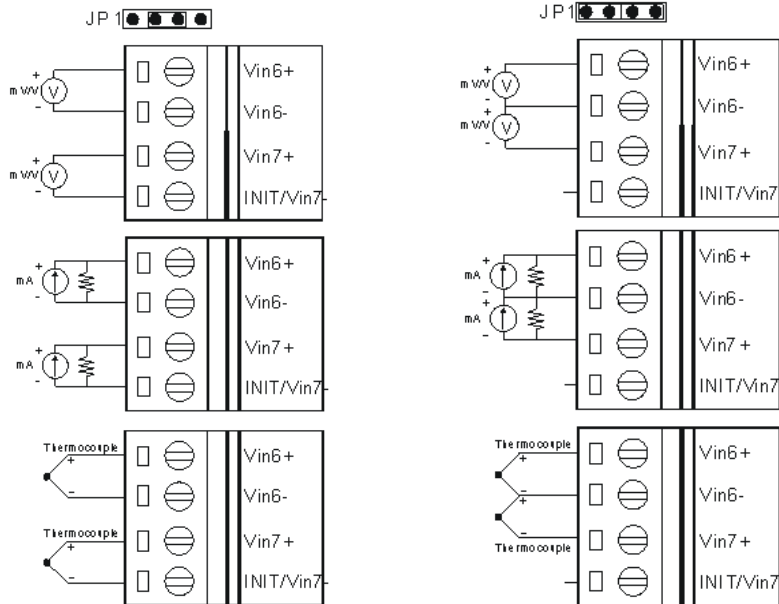 JP1
+
mV/V
V
-
Vin6+
Vin6-
+
mV/V
V
-
Vin7+
INIT/Vin7-
+
mA
-
Vin6+
Vin6-
+
mA
-
Vin7+
INIT/Vin7-
Thermocouple
+
-
Vin6+
Vin6-
Thermocouple
+
-
Vin7+
INIT/Vin7-
JP1
+
mV/V
V
-
+
mV/V
V
-
Vin6+
Vin6-
Vin7+
INIT/Vin7
+
mA
-
+
mA
-
Vin6+
Vin6-
Vin7+
INIT/Vin7
Thermocouple
+
-
+
-
Thermocouple
Vin6+
Vin6-
Vin7+
INIT/Vin7